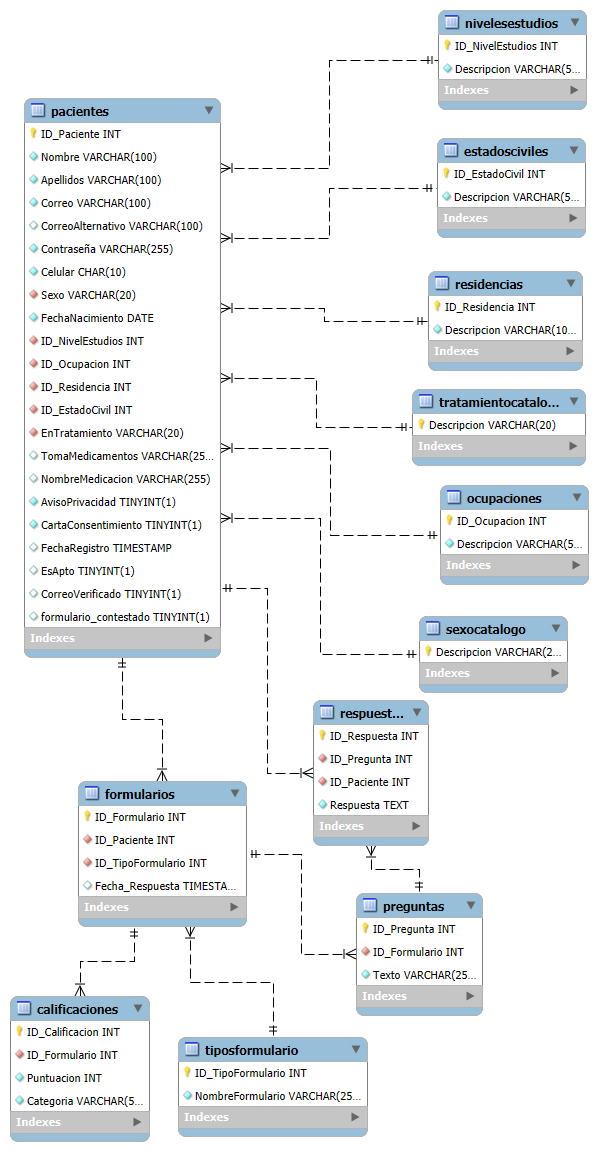 nivelesestudios
ID_NivelEstudios INT
Descripcion VARCHAR(5...
Indexes
pacientes
ID_Paciente INT
Nombre VARCHAR(100)
Apellidos VARCHAR(100)
Correo VARCHAR(100)
CorreoAlternativo VARCHAR(100)
Contraseña VARCHAR(255)
Celular CHAR(10)
Sexo VARCHAR(20)
FechaNacimiento DATE
ID_NivelEstudios INT
ID_Ocupacion INT
ID_Residencia INT
ID_EstadoCivil INT
EnTratamiento VARCHAR(20)
TomaMedicamentos VARCHAR(25...
NombreMedicacion VARCHAR(255)
AvisoPrivacidad TINYINT(1)
CartaConsentimiento TINYINT(1)
FechaRegistro TIMESTAMP
EsApto TINYINT(1)
CorreoVerificado TINYINT(1)
formulario_contestado TINYINT(1)
Indexes
estadosciviles
ID_EstadoCivil INT
Descripcion VARCHAR(5...
Indexes
residencias
ID_Residencia INT
Descripcion VARCHAR(10...
Indexes
tratamientocatalo...
Descripcion VARCHAR(20)
Indexes
ocupaciones
ID_Ocupacion INT
Descripcion VARCHAR(5...
Indexes
sexocatalogo
Descripcion VARCHAR(2...
Indexes
respuest...
ID_Respuesta INT
ID_Pregunta INT
ID_Paciente INT
Respuesta TEXT
Indexes
formularios
ID_Formulario INT
ID_Paciente INT
ID_TipoFormulario INT
Fecha_Respuesta TIMESTA...
Indexes
preguntas
ID_Pregunta INT
ID_Formulario INT
Texto VARCHAR(25...
Indexes
calificaciones
ID_Calificacion INT
ID_Formulario INT
Puntuacion INT
Categoria VARCHAR(5...
Indexes
tiposformulario
ID_TipoFormulario INT
NombreFormulario VARCHAR(25...
Indexes